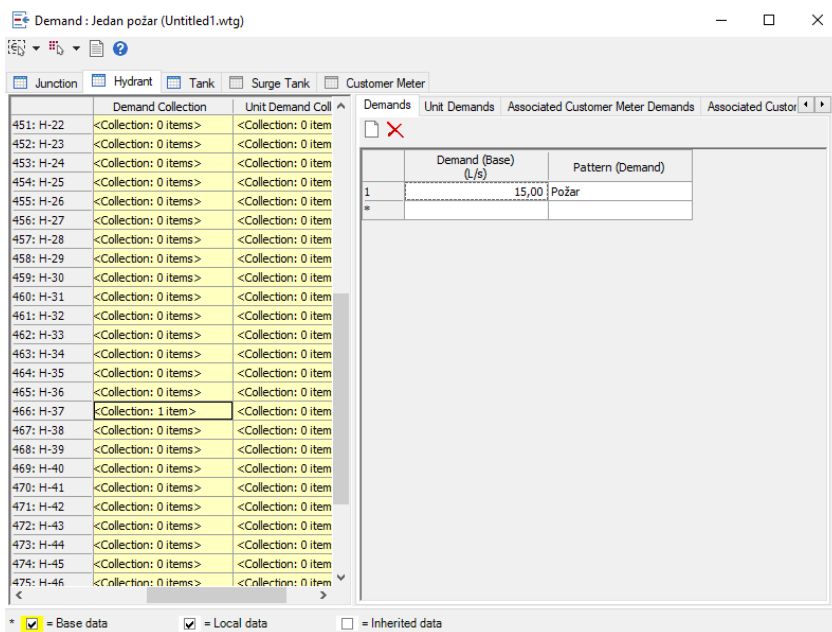 Demand : Jedan požar (Untitled1.wtg)
Junction Hydrant Tank Surge Tank Customer Meter
Demand Collection Unit Demand Coll
451: H-22 <Collection: 0 items> <Collection: 0 item
452: H-23 <Collection: 0 items> <Collection: 0 item
453: H-24 <Collection: 0 items> <Collection: 0 item
454: H-25 <Collection: 0 items> <Collection: 0 item
455: H-26 <Collection: 0 items> <Collection: 0 item
456: H-27 <Collection: 0 items> <Collection: 0 item
457: H-28 <Collection: 0 items> <Collection: 0 item
458: H-29 <Collection: 0 items> <Collection: 0 item
459: H-30 <Collection: 0 items> <Collection: 0 item
460: H-31 <Collection: 0 items> <Collection: 0 item
461: H-32 <Collection: 0 items> <Collection: 0 item
462: H-33 <Collection: 0 items> <Collection: 0 item
463: H-34 <Collection: 0 items> <Collection: 0 item
464: H-35 <Collection: 0 items> <Collection: 0 item
465: H-36 <Collection: 0 items> <Collection: 0 item
466: H-37 <Collection: 1 item> <Collection: 0 item
467: H-38 <Collection: 0 items> <Collection: 0 item
468: H-39 <Collection: 0 items> <Collection: 0 item
469: H-40 <Collection: 0 items> <Collection: 0 item
470: H-41 <Collection: 0 items> <Collection: 0 item
471: H-42 <Collection: 0 items> <Collection: 0 item
472: H-43 <Collection: 0 items> <Collection: 0 item
473: H-44 <Collection: 0 items> <Collection: 0 item
474: H-45 <Collection: 0 items> <Collection: 0 item
475: H-46 <Collection: 0 items> <Collection: 0 item
Demands Unit Demands Associated Customer Meter Demands Associated Custor
Demand (Base)
(L/s) Pattern (Demand)
1 15,00 Požar
*
* = Base data = Local data = Inherited data